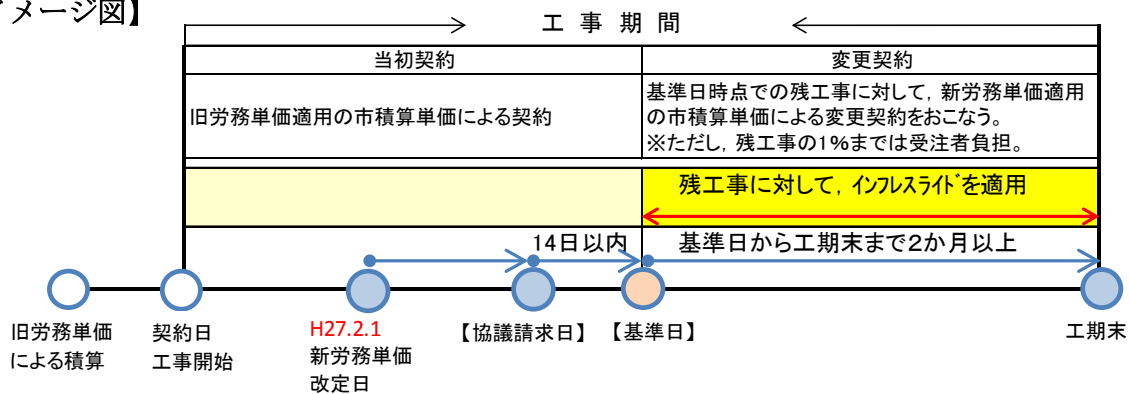 メージ図】
工 事 期 間
当初契約
変更契約
旧労務単価適用の市積算単価による契約
基準日時点での残工事に対して，新労務単価適用
の市積算単価による変更契約をおこなう。
※ただし，残工事の1%までは受注者負担。
残工事に対して，インフレスライドを適用
14日以内
基準日から工期末まで2か月以上
旧労務単価
による積算
契約日
工事開始
H27.2.1
新労務単価
改定日
【協議請求日】
【基準日】
工期末